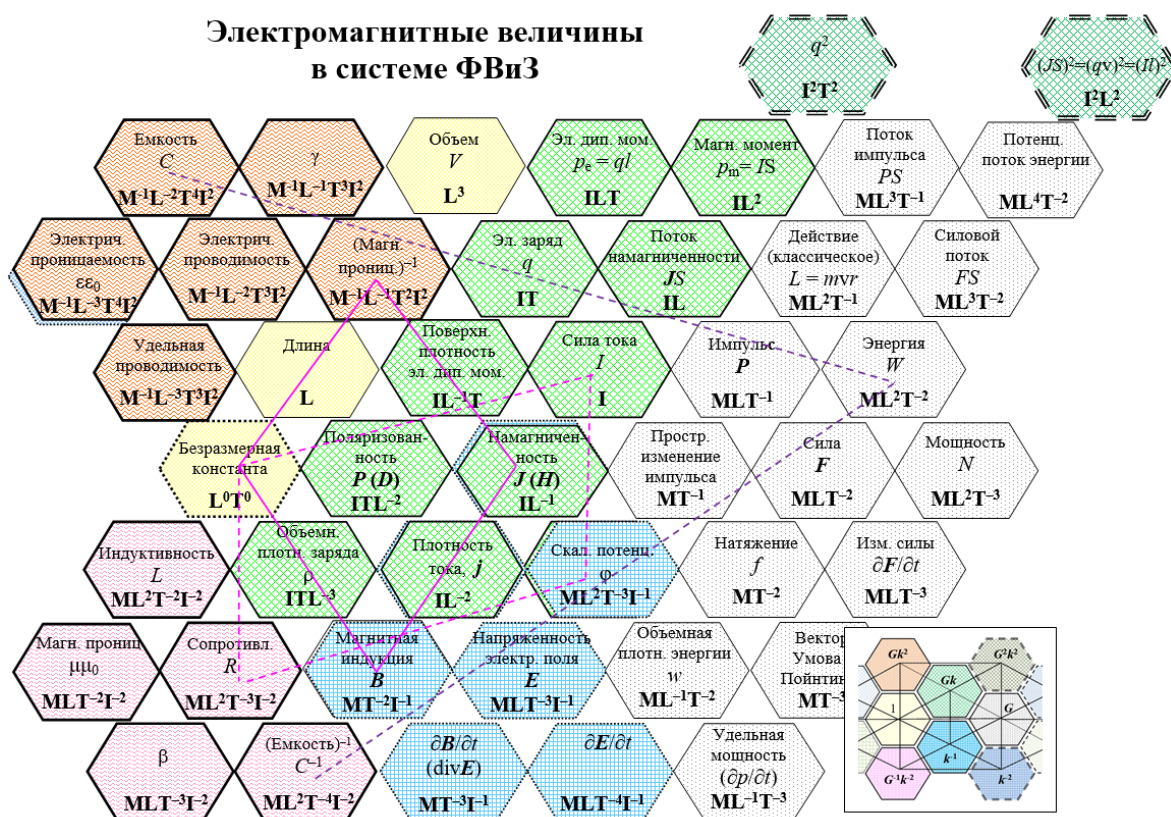 Электромагнитные величины
в системе ФВиЗ
q²
I²T²
(JS)²=(qv)²=(Il)²
I²L²
Емкость
C
M⁻¹L⁻²T⁴I²
γ
M⁻¹L⁻¹T³I²
Объем
V
L³
Эл. дип. мом.
pₑ = ql
ILT
Магн. момент
pₘ= IS
IL²
Поток
импульса
PS
ML³T⁻¹
Потенц.
поток энергии
ML⁴T⁻²
Электрич.
проницаемость
εε₀
M⁻¹L⁻³T⁴I²
Электрич.
проводимость
M⁻¹L⁻²T³I²
(Магн.
прониц.)⁻¹
M⁻¹L⁻¹T²I²
Эл. заряд
q
IT
Поток
намагниченности
JS
IL
Действие
(классическое)
L = mvr
ML²T⁻¹
Силовой
поток
FS
ML³T⁻²
Удельная
проводимость
M⁻¹L⁻³T³I²
Длина
L
Поверхн.
плотность
эл. дип. мом.
IL⁻¹T
Сила тока
I
I
Импульс
P
MLT⁻¹
Энергия
W
ML²T⁻²
Безразмерная
константа
L⁰T⁰
Поляризован-
ность
P (D)
ITL⁻²
Намагничен-
ность
J (H)
IL⁻¹
Простр.
изменение
импульса
MT⁻¹
Сила
F
MLT⁻²
Мощность
N
ML²T⁻³
Индуктивность
L
ML²T⁻²I⁻²
Объемн.
плотн. заряда
ρ
ITL⁻³
Плотность
тока, j
IL⁻²
Скал. потенц.
φ
ML²T⁻³I⁻¹
Натяжение
f
MT⁻²
Изм. силы
∂F/∂t
MLT⁻³
Магн. прониц
μμ₀
MLT⁻²I⁻²
Сопротивл.
R
ML²T⁻³I⁻²
Магнитная
индукция
B
MT⁻²I⁻¹
Напряженность
электр. поля
E
MLT⁻³I⁻¹
Объемная
плотн. энергии
w
ML⁻¹T⁻²
Вектор
Умова
Пойнтин
MT⁻³
β
MLT⁻³I⁻²
(Емкость)⁻¹
C⁻¹
ML²T⁻⁴I⁻²
∂B/∂t
(divE)
MT⁻³I⁻¹
∂E/∂t
MLT⁻⁴I⁻¹
Удельная
мощность
(∂p/∂t)
ML⁻¹T⁻³
Gk²
G²k²
Gk
1
G
k⁻¹
G⁻¹k⁻²
k⁻²